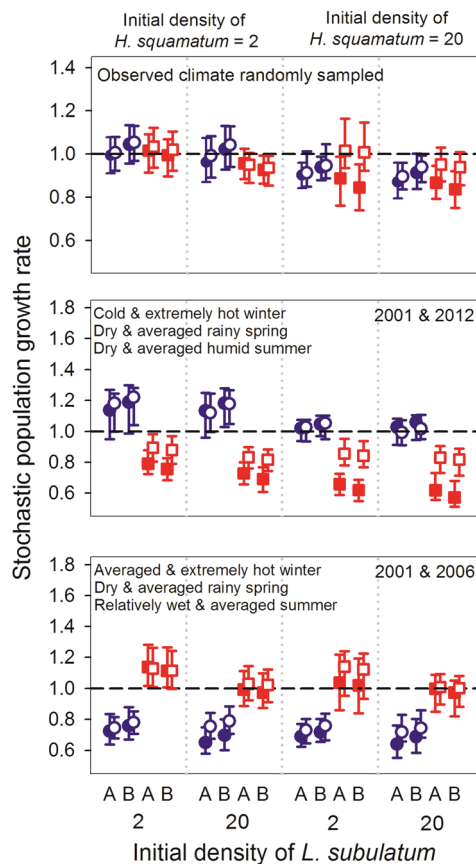 Initial density of
H. squamatum = 2
Initial density of
H. squamatum = 20
Stochastic population growth rate
1.4
1.2
1.0
0.8
0.6
Observed climate randomly sampled
1.8
1.6
1.4
1.2
1.0
0.8
0.6
Cold & extremely hot winter
Dry & averaged rainy spring
Dry & averaged humid summer
2001 & 2012
1.8
1.6
1.4
1.2
1.0
0.8
0.6
Averaged & extremely hot winter
Dry & averaged rainy spring
Relatively wet & averaged summer
2001 & 2006
A B A B A B A B A B A B A B A B
2 20 2 20
Initial density of L. subulatum